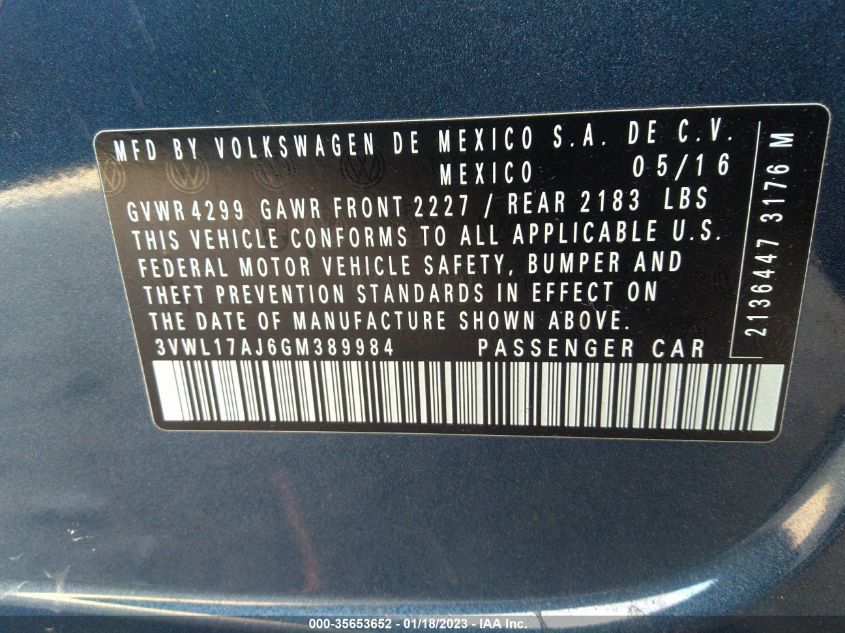 MFD BY VOLKSWAGEN DE MEXICO S.A. DE C.V.
MEXICO 05/16
GVWR 4299 GAWR FRONT 2227 / REAR 2183 LBS
THIS VEHICLE CONFORMS TO ALL APPLICABLE U.S.
FEDERAL MOTOR VEHICLE SAFETY, BUMPER AND
THEFT PREVENTION STANDARDS IN EFFECT ON
THE DATE OF MANUFACTURE SHOWN ABOVE.
3VWL17AJ6GM389984 PASSENGER CAR
2136447 3176 M
000-35653652 | 01/18/2023 | IAA Inc.